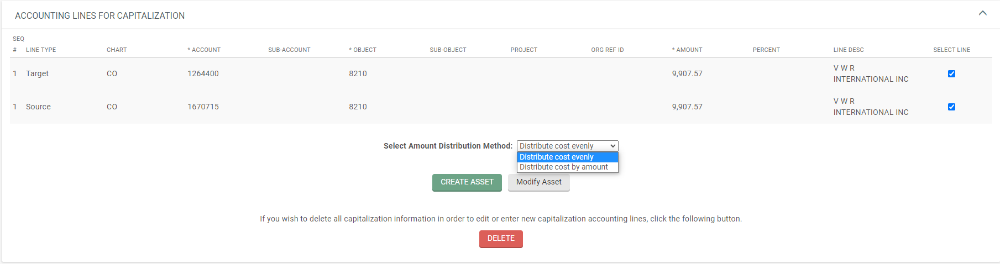 ACCOUNTING LINES FOR CAPITALIZATION
SEQ
# LINE TYPE CHART * ACCOUNT SUB-ACCOUNT * OBJECT SUB-OBJECT PROJECT ORG REF ID * AMOUNT PERCENT LINE DESC SELECT LINE
1 Target CO 1264400 8210 9,907.57 V W R
INTERNATIONAL INC
1 Source CO 1670715 8210 9,907.57 V W R
INTERNATIONAL INC
Select Amount Distribution Method: Distribute cost evenly
Distribute cost evenly
Distribute cost by amount
CREATE ASSET Modify Asset
If you wish to delete all capitalization information in order to edit or enter new capitalization accounting lines, click the following button.
DELETE